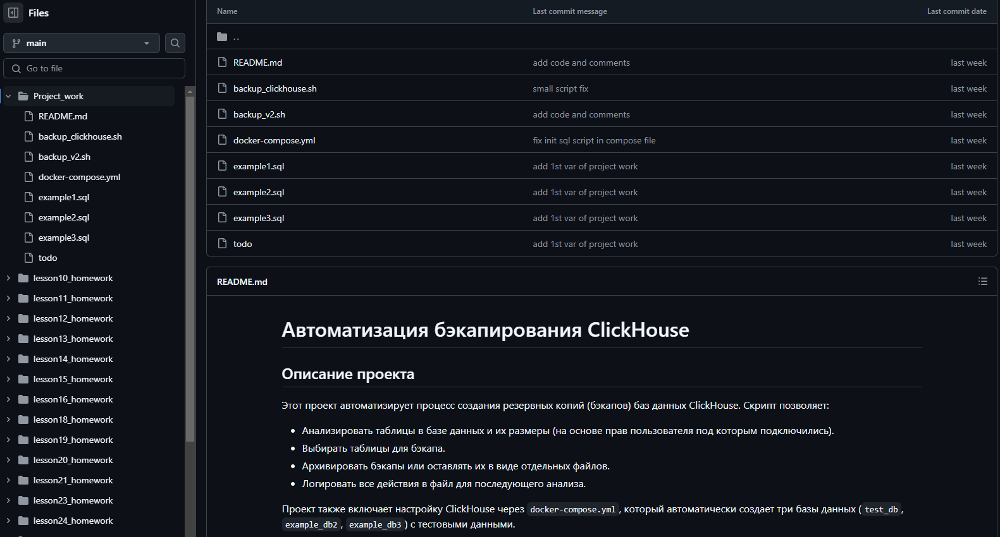 Files
main
Go to file
Project_work
README.md
backup_clickhouse.sh
backup_v2.sh
docker-compose.yml
example1.sql
example2.sql
example3.sql
todo
lesson10_homework
lesson11_homework
lesson12_homework
lesson13_homework
lesson14_homework
lesson15_homework
lesson16_homework
lesson18_homework
lesson19_homework
lesson20_homework
lesson21_homework
lesson23_homework
lesson24_homework
Name Last commit message Last commit date
..
README.md add code and comments last week
backup_clickhouse.sh small script fix last week
backup_v2.sh add code and comments last week
docker-compose.yml fix init sql script in compose file last week
example1.sql add 1st var of project work last week
example2.sql add 1st var of project work last week
example3.sql add 1st var of project work last week
todo add 1st var of project work last week
README.md
Автоматизация бэкапирования ClickHouse
Описание проекта
Этот проект автоматизирует процесс создания резервных копий (бэкапов) баз данных ClickHouse. Скрипт позволяет:
• Анализировать таблицы в базе данных и их размеры (на основе прав пользователя под которым подключились).
• Выбирать таблицы для бэкапа.
• Архивировать бэкапы или оставлять их в виде отдельных файлов.
• Логировать все действия в файл для последующего анализа.
Проект также включает настройку ClickHouse через docker-compose.yml, который автоматически создает три базы данных (test_db,
example_db2, example_db3) с тестовыми данными.